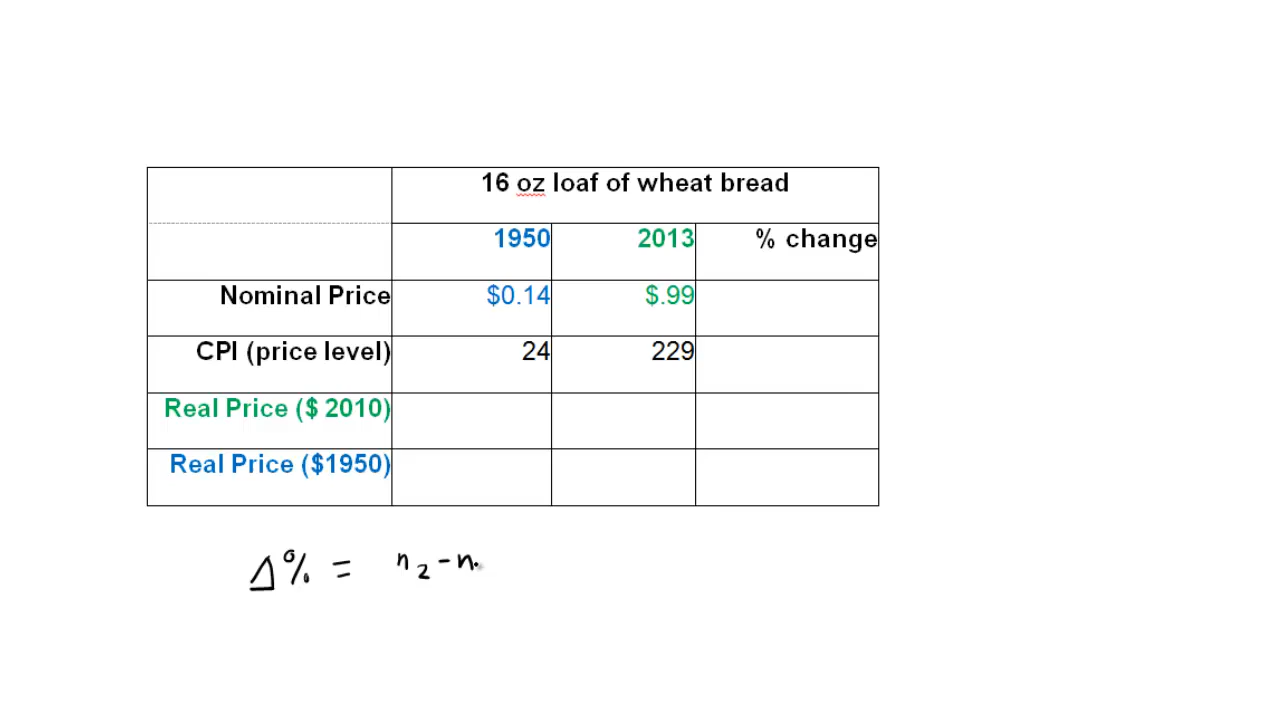 16 oz loaf of wheat bread
1950 2013 % change
Nominal Price $0.14 $.99
CPI (price level) 24 229
Real Price ($ 2010)
Real Price ($1950)
Δ% = n₂ - n